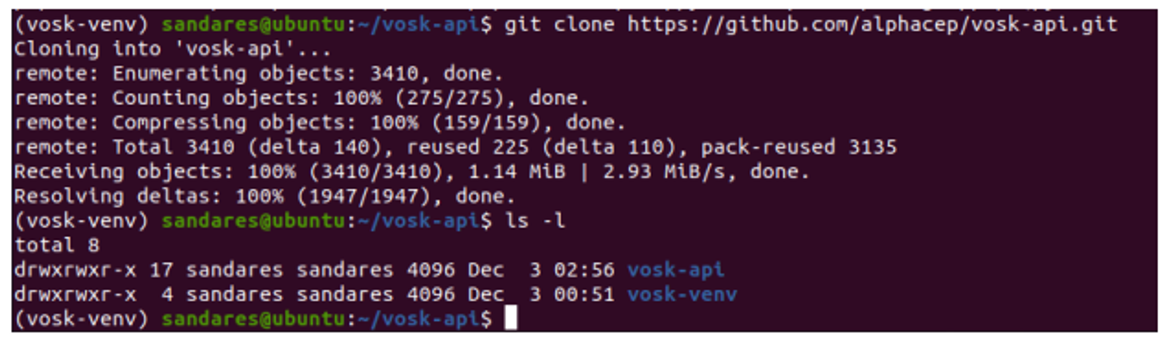 (vosk-venv) sandares@ubuntu:~/vosk-api$ git clone https://github.com/alphacep/vosk-api.git
Cloning into 'vosk-api'...
remote: Enumerating objects: 3410, done.
remote: Counting objects: 100% (275/275), done.
remote: Compressing objects: 100% (159/159), done.
remote: Total 3410 (delta 140), reused 225 (delta 110), pack-reused 3135
Receiving objects: 100% (3410/3410), 1.14 MiB | 2.93 MiB/s, done.
Resolving deltas: 100% (1947/1947), done.
(vosk-venv) sandares@ubuntu:~/vosk-api$ ls -l
total 8
drwxrwxr-x 17 sandares sandares 4096 Dec  3 02:56 vosk-api
drwxrwxr-x  4 sandares sandares 4096 Dec  3 00:51 vosk-venv
(vosk-venv) sandares@ubuntu:~/vosk-api$